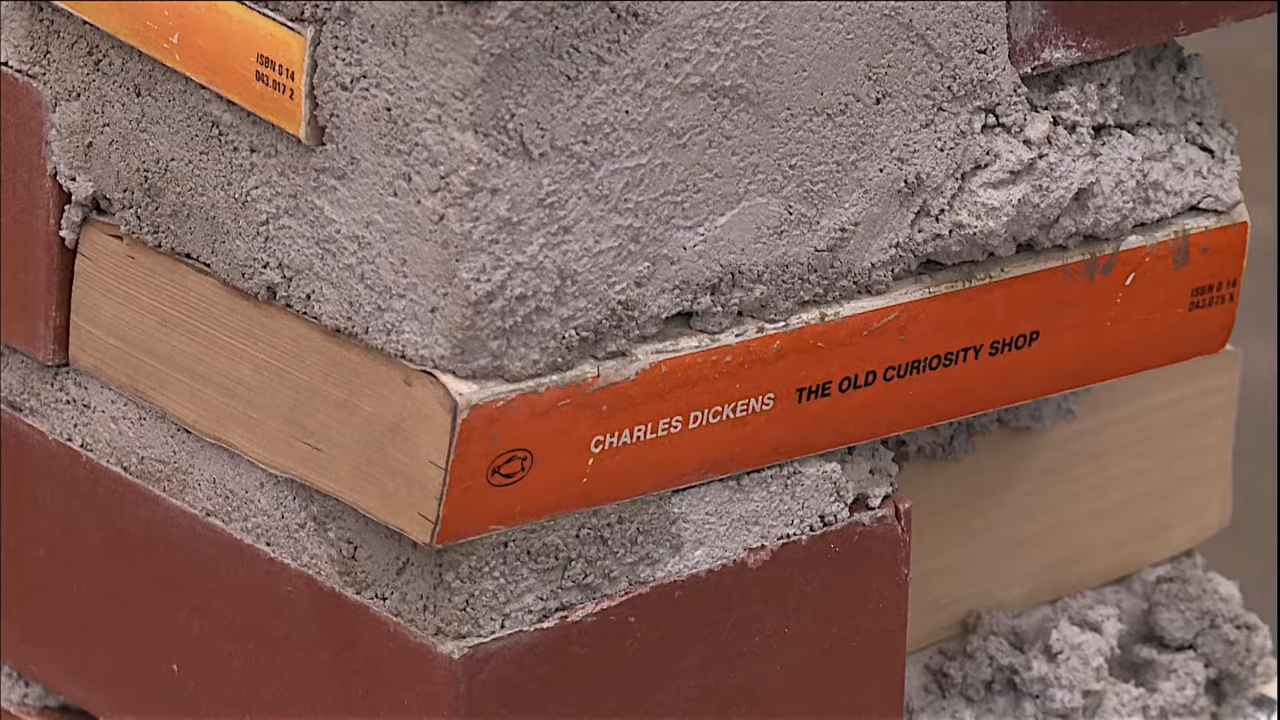 ISBN 0 14
043.017 2
CHARLES DICKENS THE OLD CURIOSITY SHOP
ISBN 0 14
043.075 X